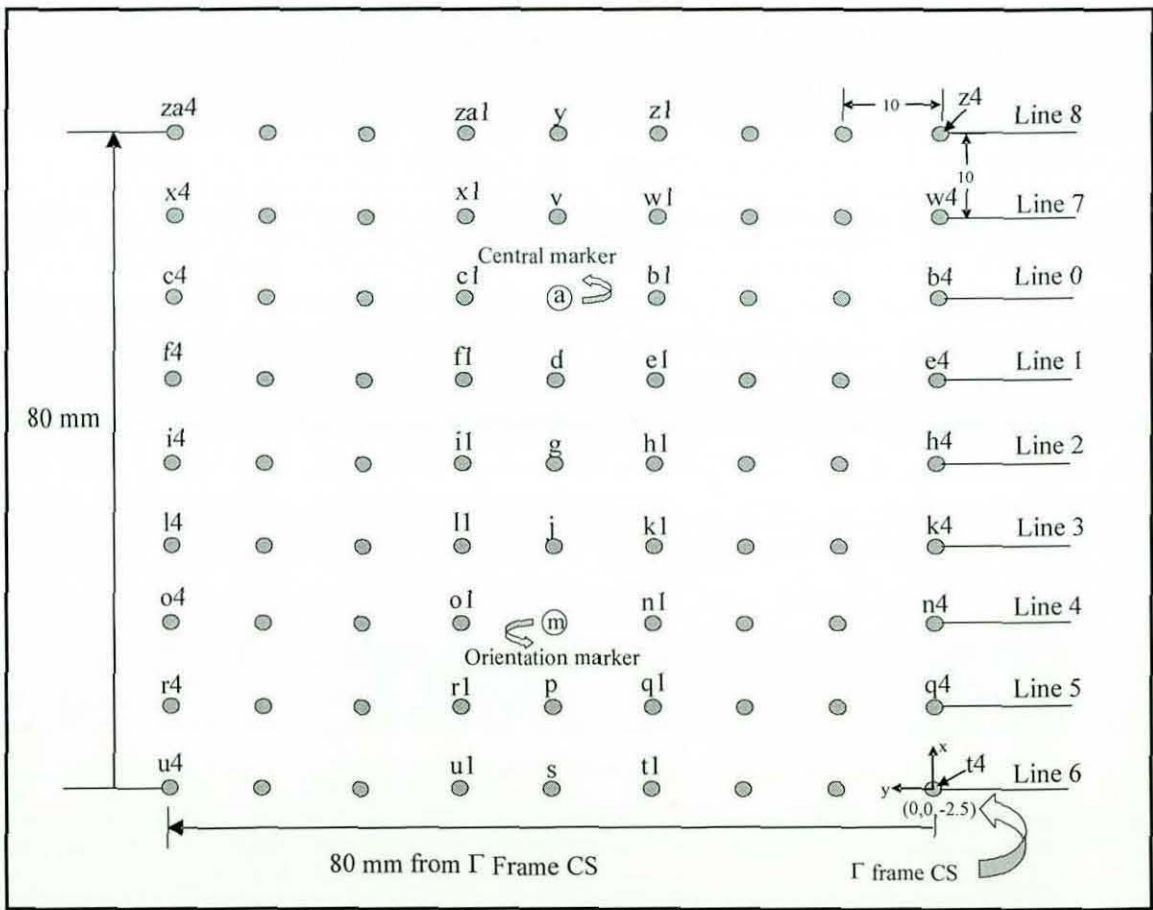 za4 za1 y z1 10 z4 Line 8
10
x4 x1 v w1 w4 Line 7
Central marker
c4 c1 a b1 b4 Line 0
f4 f1 d e1 e4 Line 1
80 mm
i4 i1 g h1 h4 Line 2
l4 l1 j k1 k4 Line 3
o4 o1 m n1 n4 Line 4
Orientation marker
r4 r1 p q1 q4 Line 5
x
u4 u1 s t1 t4 Line 6
y
(0,0,-2.5)
80 mm from Γ Frame CS
Γ frame CS